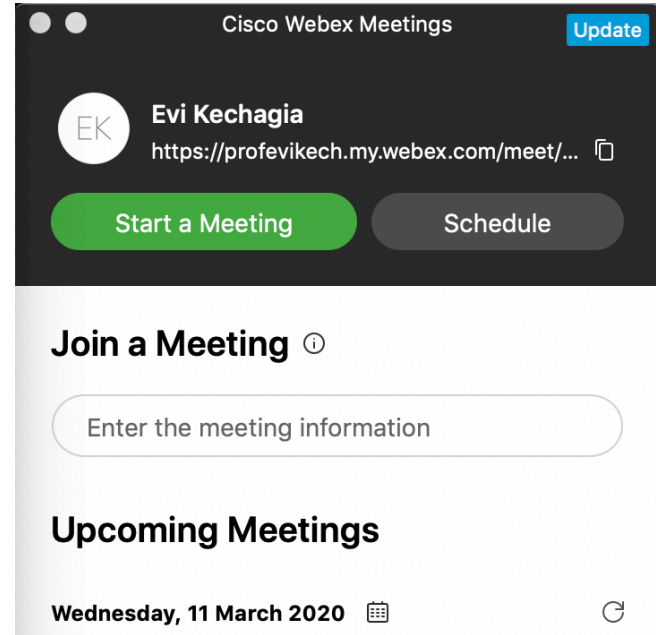 Cisco Webex Meetings
Update
EK
Evi Kechagia
https://profevikech.my.webex.com/meet/...
Start a Meeting
Schedule
Join a Meeting
Enter the meeting information
Upcoming Meetings
Wednesday, 11 March 2020